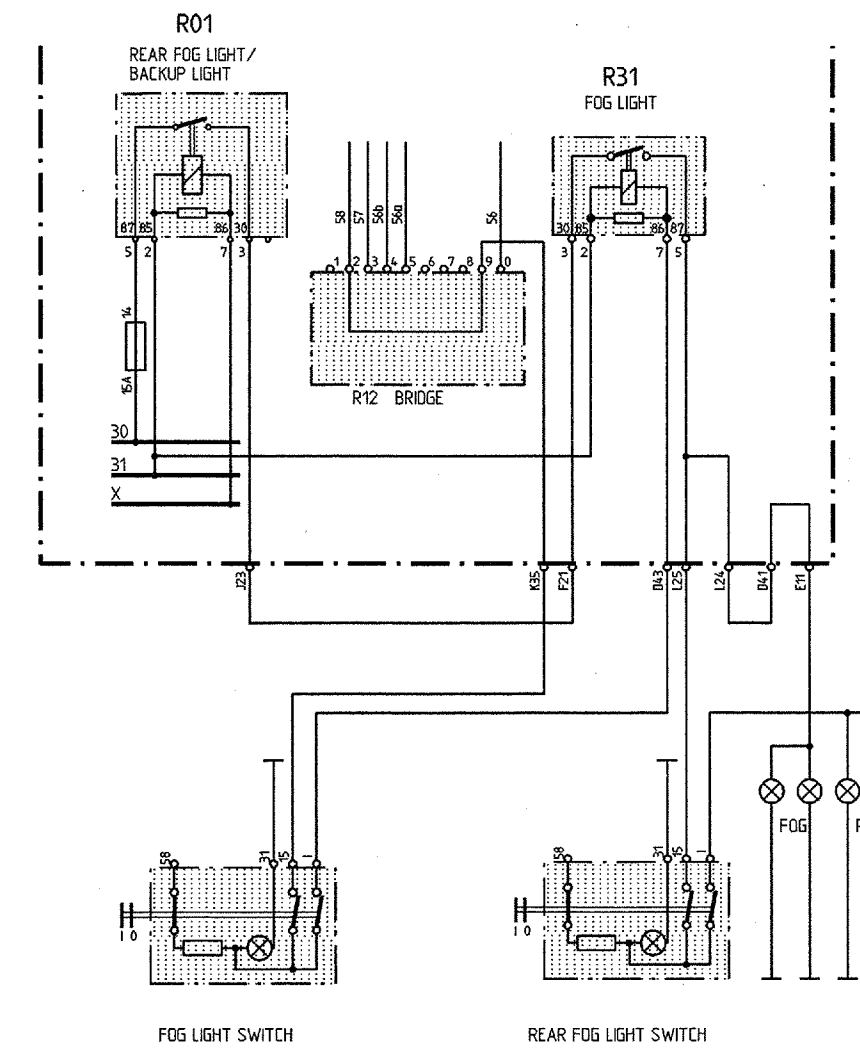 R01
REAR FOG LIGHT/
BACKUP LIGHT
R31
FOG LIGHT
58
57
56b
56a
56
87 85 86 30
5 2 7 3
30 85 86 87
3 2 7 5
1 2 3 4 5 6 7 8 9 0
14
15A
R12 BRIDGE
30
31
X
J23
K35
F21
D43
L25
L24
D41
E11
FOG
58
31
15
I
58
31
15
I
I 0
I 0
FOG LIGHT SWITCH
REAR FOG LIGHT SWITCH